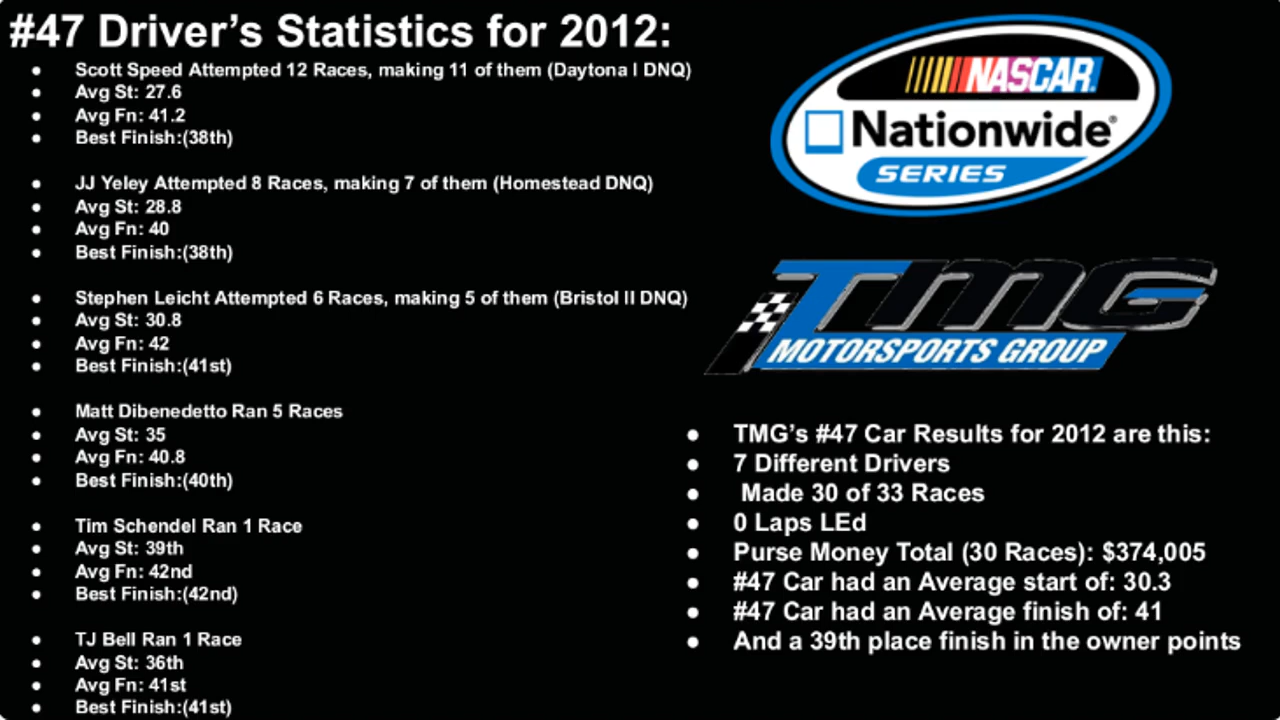 #47 Driver's Statistics for 2012:
● Scott Speed Attempted 12 Races, making 11 of them (Daytona I DNQ)
● Avg St: 27.6
● Avg Fn: 41.2
● Best Finish:(38th)
● JJ Yeley Attempted 8 Races, making 7 of them (Homestead DNQ)
● Avg St: 28.8
● Avg Fn: 40
● Best Finish:(38th)
● Stephen Leicht Attempted 6 Races, making 5 of them (Bristol II DNQ)
● Avg St: 30.8
● Avg Fn: 42
● Best Finish:(41st)
● Matt Dibenedetto Ran 5 Races
● Avg St: 35
● Avg Fn: 40.8
● Best Finish:(40th)
● Tim Schendel Ran 1 Race
● Avg St: 39th
● Avg Fn: 42nd
● Best Finish:(42nd)
● TJ Bell Ran 1 Race
● Avg St: 36th
● Avg Fn: 41st
● Best Finish:(41st)
NASCAR
Nationwide®
SERIES
TMG
MOTORSPORTS GROUP
● TMG's #47 Car Results for 2012 are this:
● 7 Different Drivers
● Made 30 of 33 Races
● 0 Laps LEd
● Purse Money Total (30 Races): $374,005
● #47 Car had an Average start of: 30.3
● #47 Car had an Average finish of: 41
● And a 39th place finish in the owner points